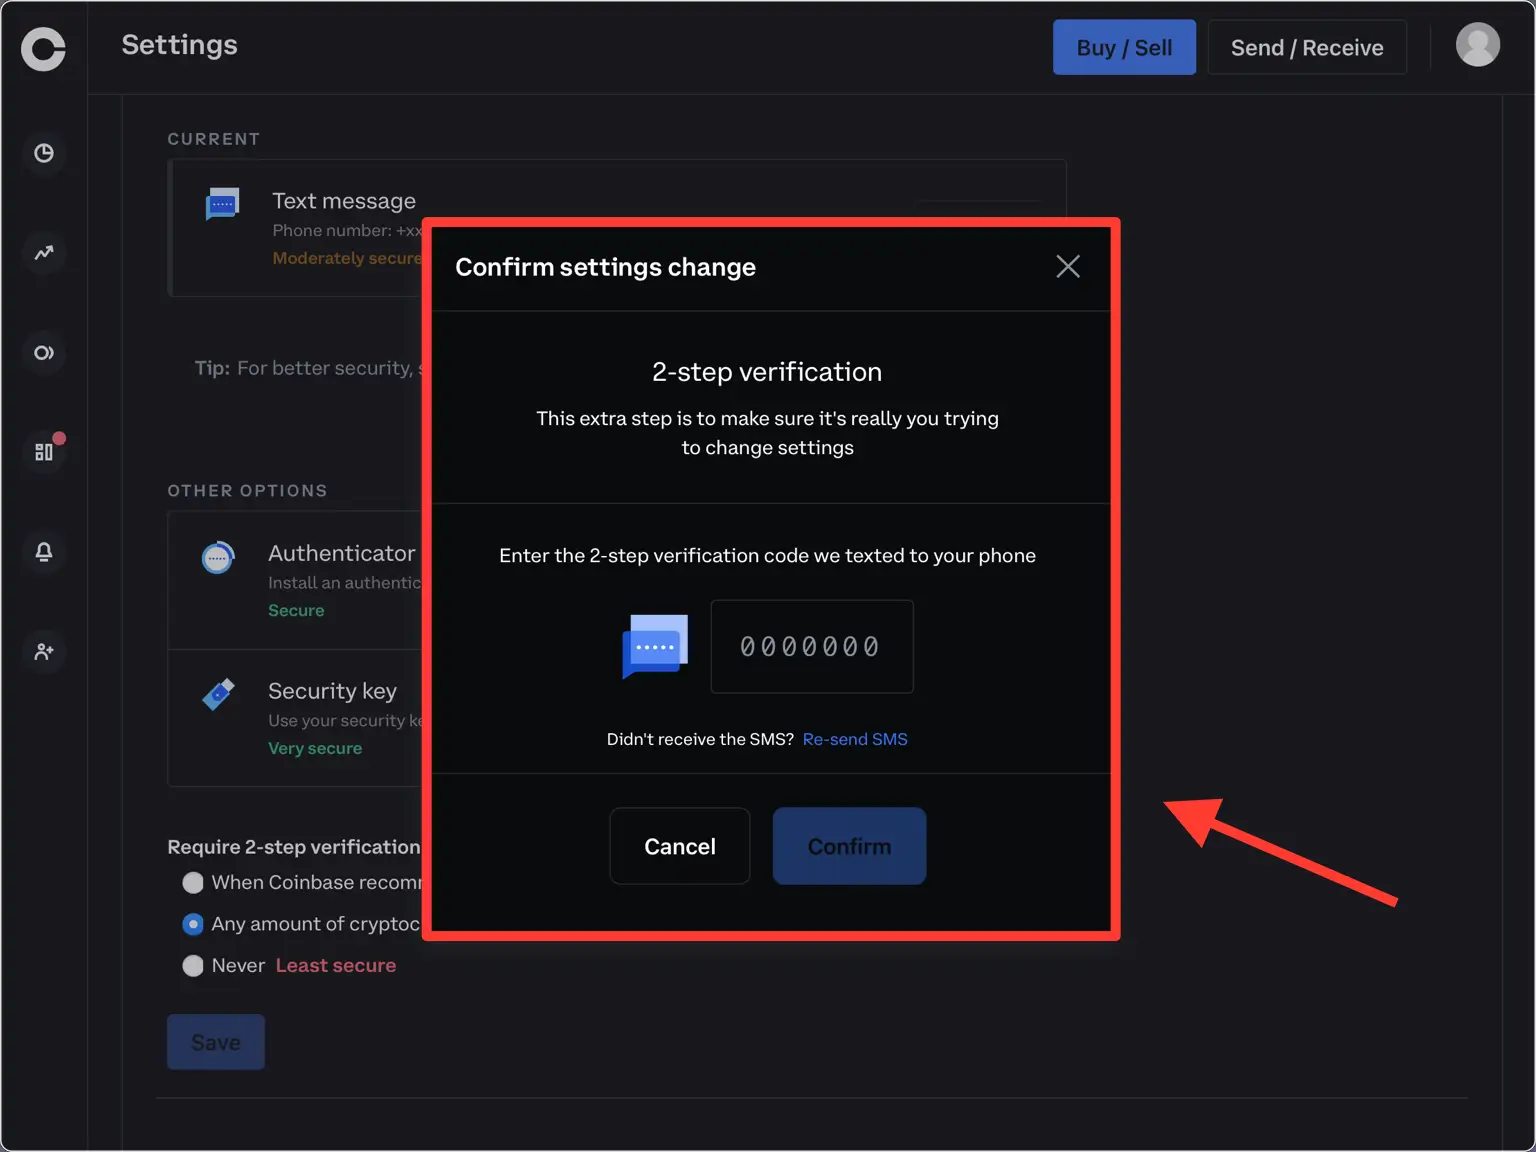 Settings
Buy / Sell
Send / Receive
CURRENT
Text message
Phone number: +xx
Moderately secure
Tip: For better security,
OTHER OPTIONS
Authenticator
Install an authentic
Secure
Security key
Use your security ke
Very secure
Require 2-step verification
When Coinbase recom
Any amount of cryptoc
Never Least secure
Save
Confirm settings change
2-step verification
This extra step is to make sure it's really you trying
to change settings
Enter the 2-step verification code we texted to your phone
0000000
Didn't receive the SMS? Re-send SMS
Cancel
Confirm